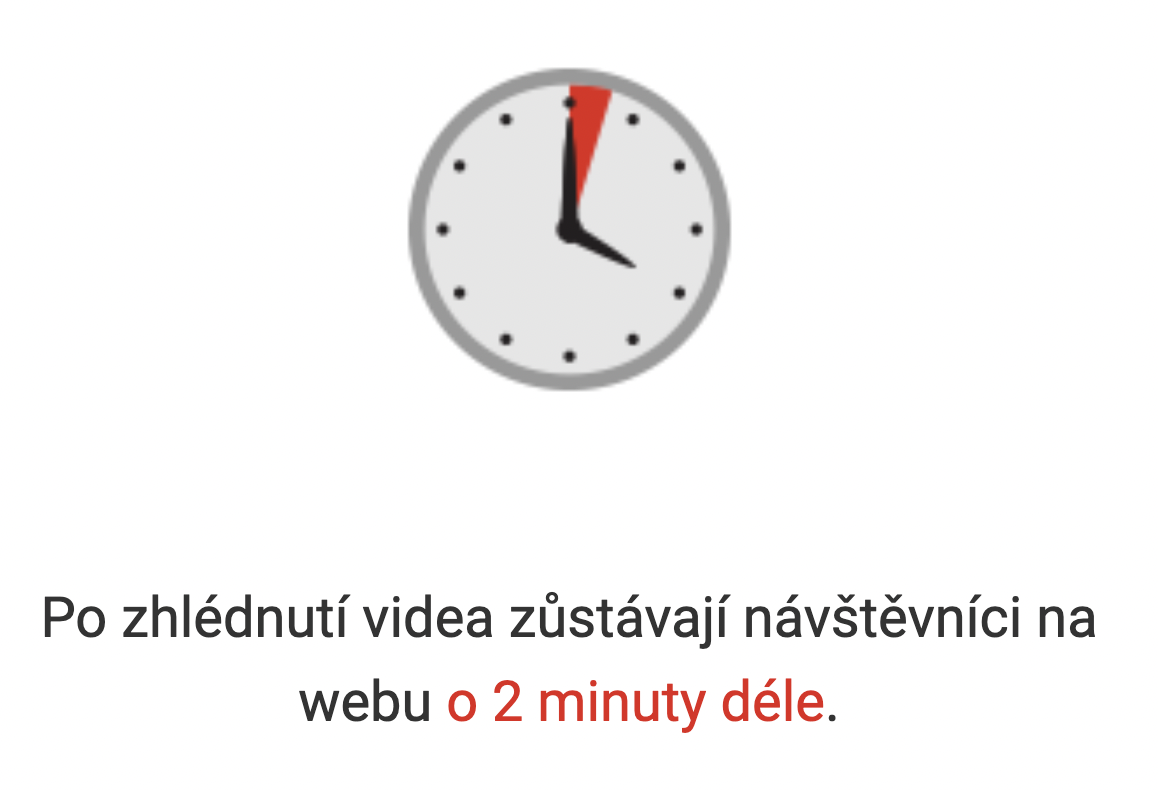 Po zhlédnutí videa zůstávají návštěvníci na
webu o 2 minuty déle.